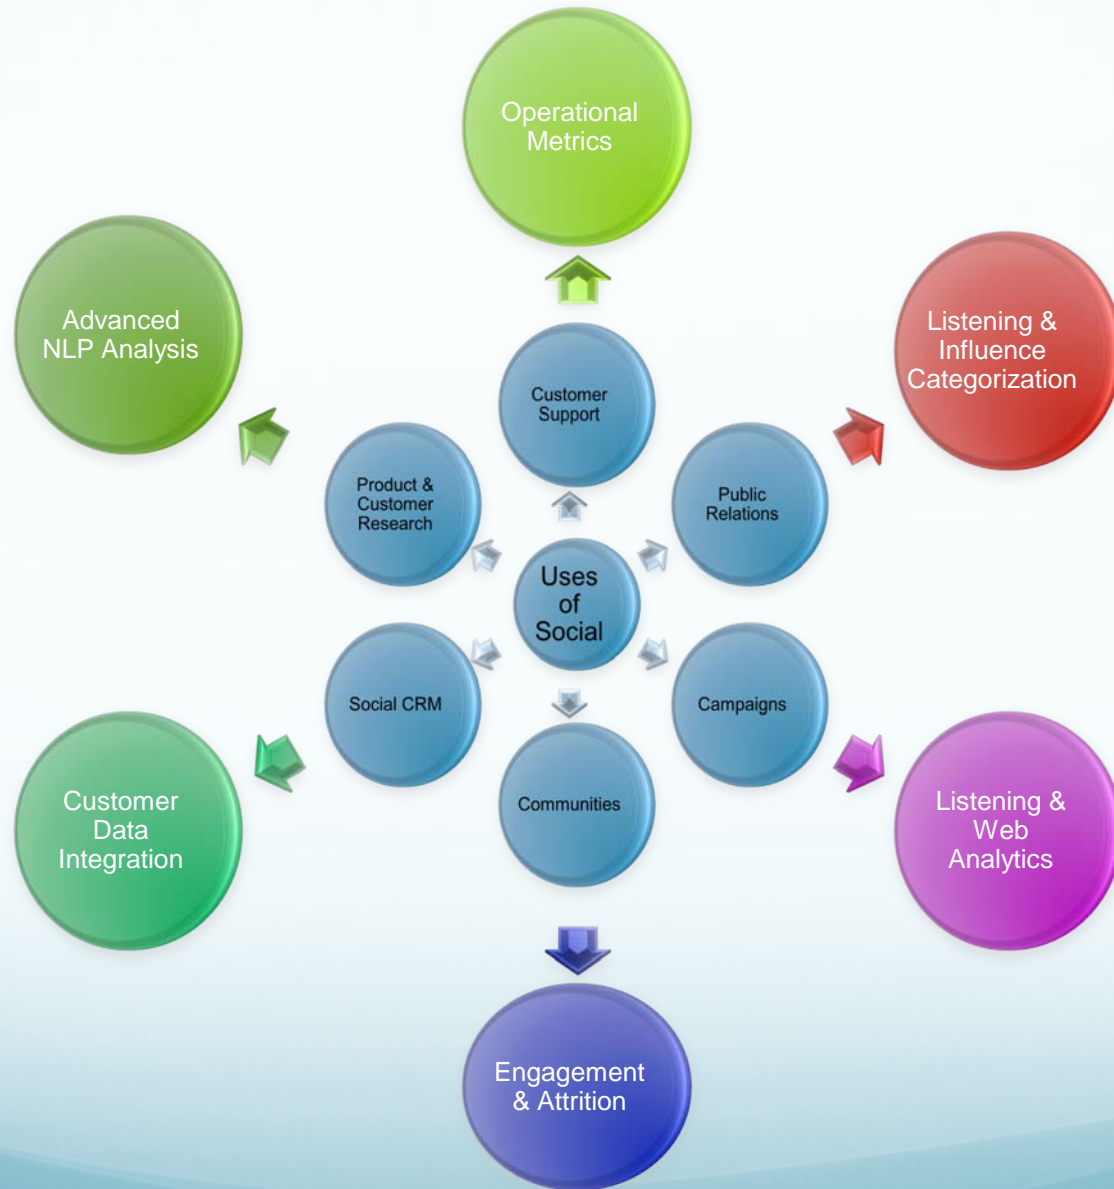 Operational
Metrics
Advanced
NLP Analysis
Listening &
Influence
Categorization
Customer
Support
Product &
Customer
Research
Public
Relations
Uses
of
Social
Social CRM
Campaigns
Communities
Customer
Data
Integration
Listening &
Web
Analytics
Engagement
& Attrition